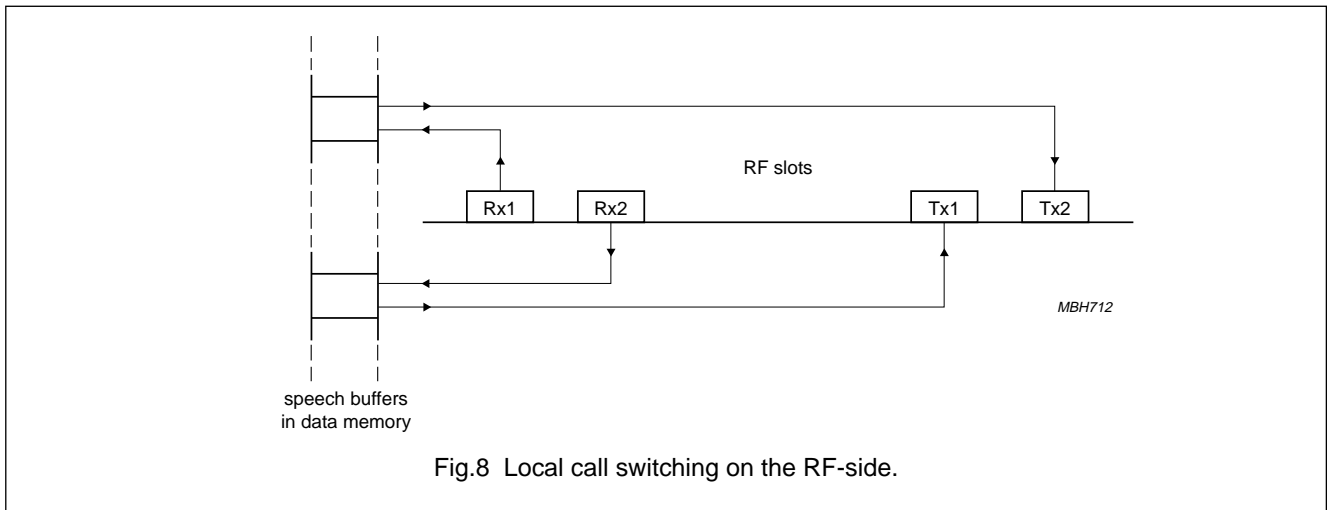 RF slots
Rx1
Rx2
Tx1
Tx2
MBH712
speech buffers
in data memory
Fig.8 Local call switching on the RF-side.